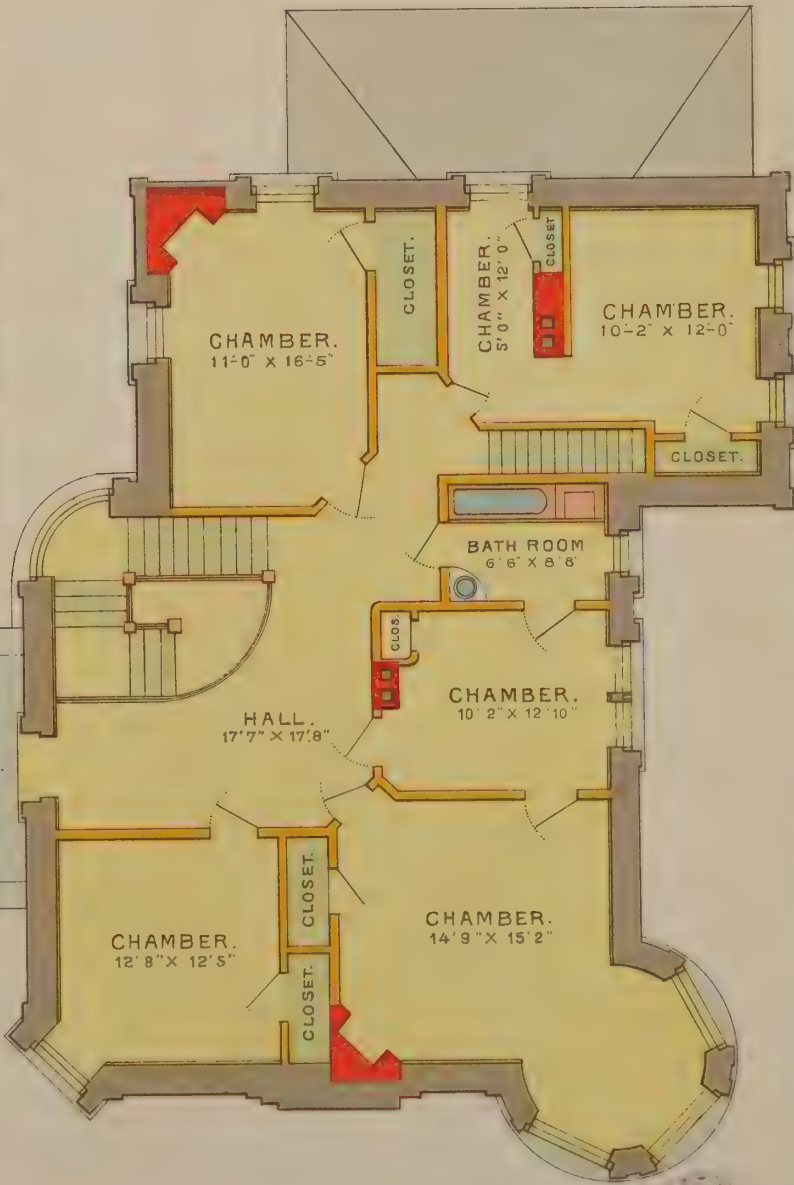 CLOSET
CHAMBER.
5'0" X 12'0"
CLOSET.
CHAMBER.
11-0" X 16-5"
CHAMBER.
10-2" X 12-0"
CLOSET.
BATH ROOM
6'6" X 8'8"
CLOS.
CHAMBER.
10'2" X 12'10"
HALL.
17'7" X 17'8"
CLOSET.
CHAMBER.
14'9" X 15'2"
CHAMBER.
12'8" X 12'5"
CLOSET.